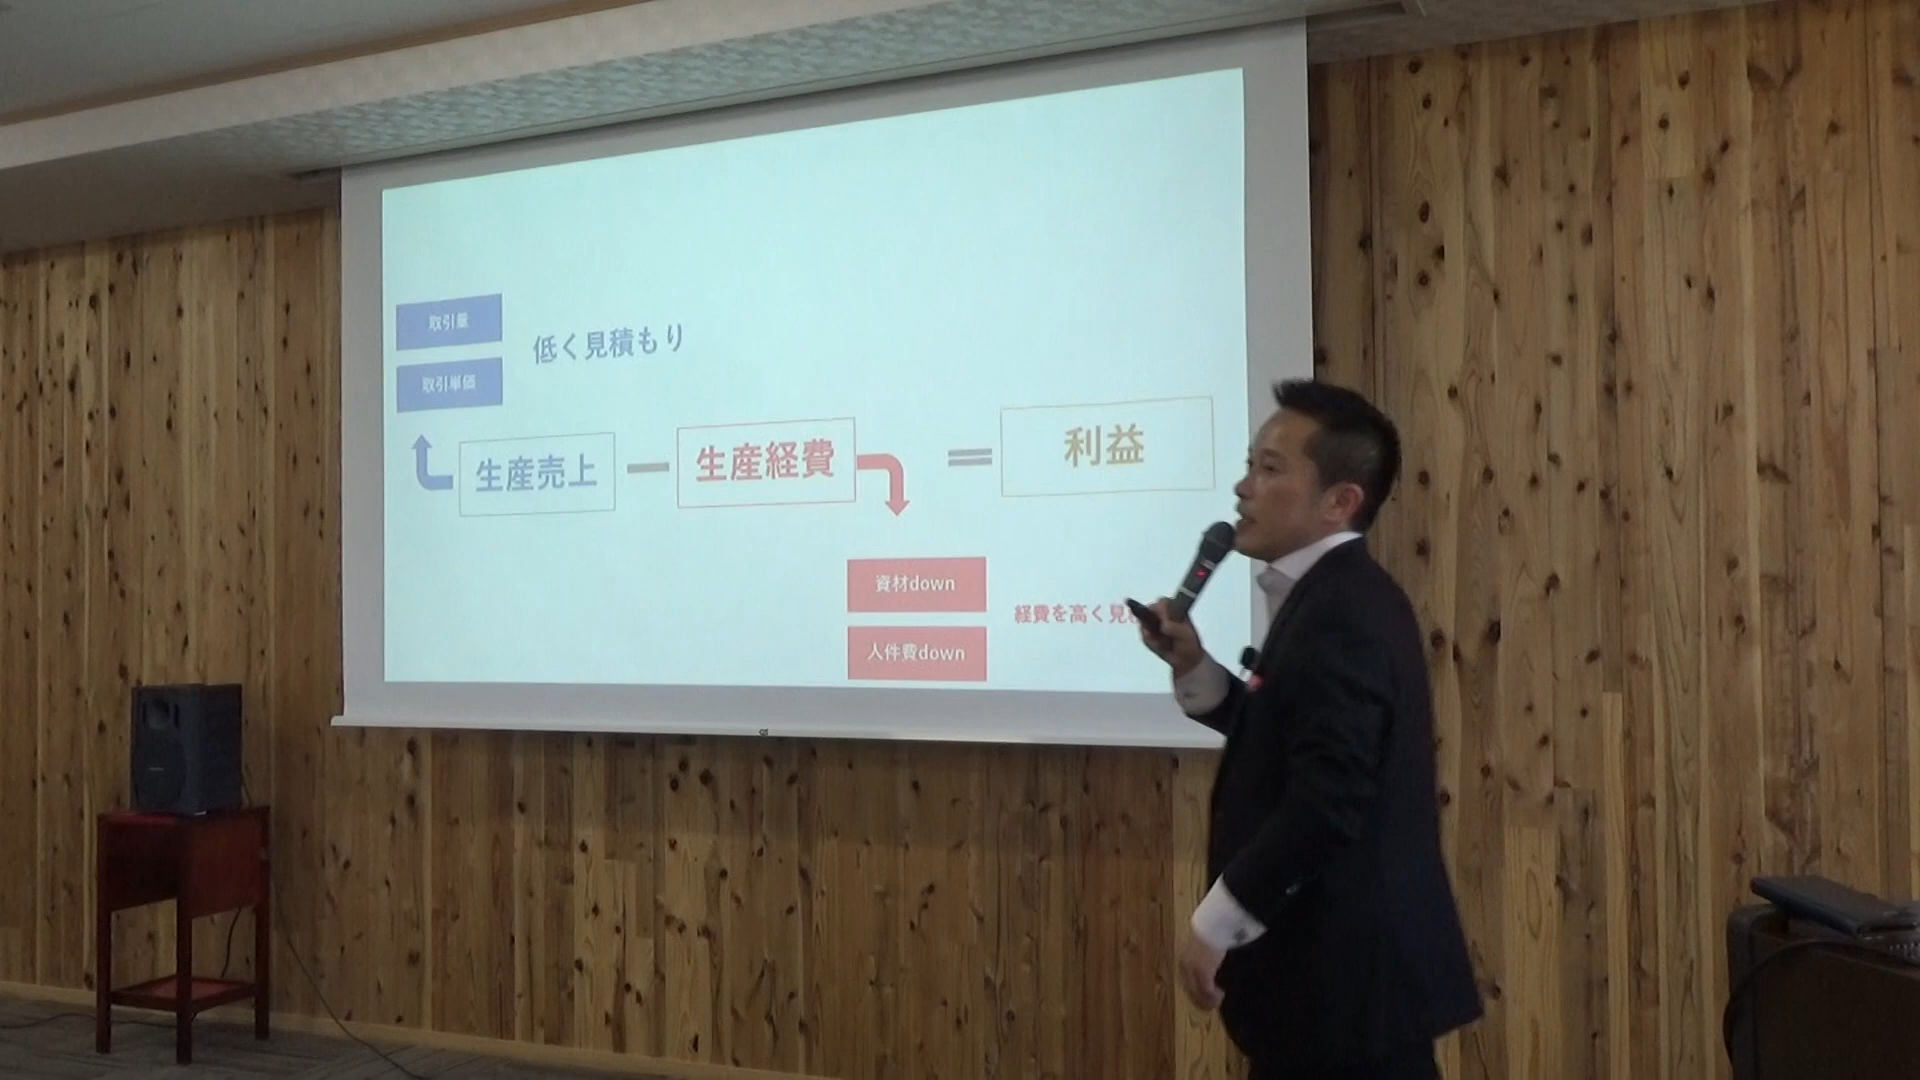 取引量
取引単価
低く見積もり
生産売上
ー
生産経費
=
利益
資材down
人件費down
経費を高く見